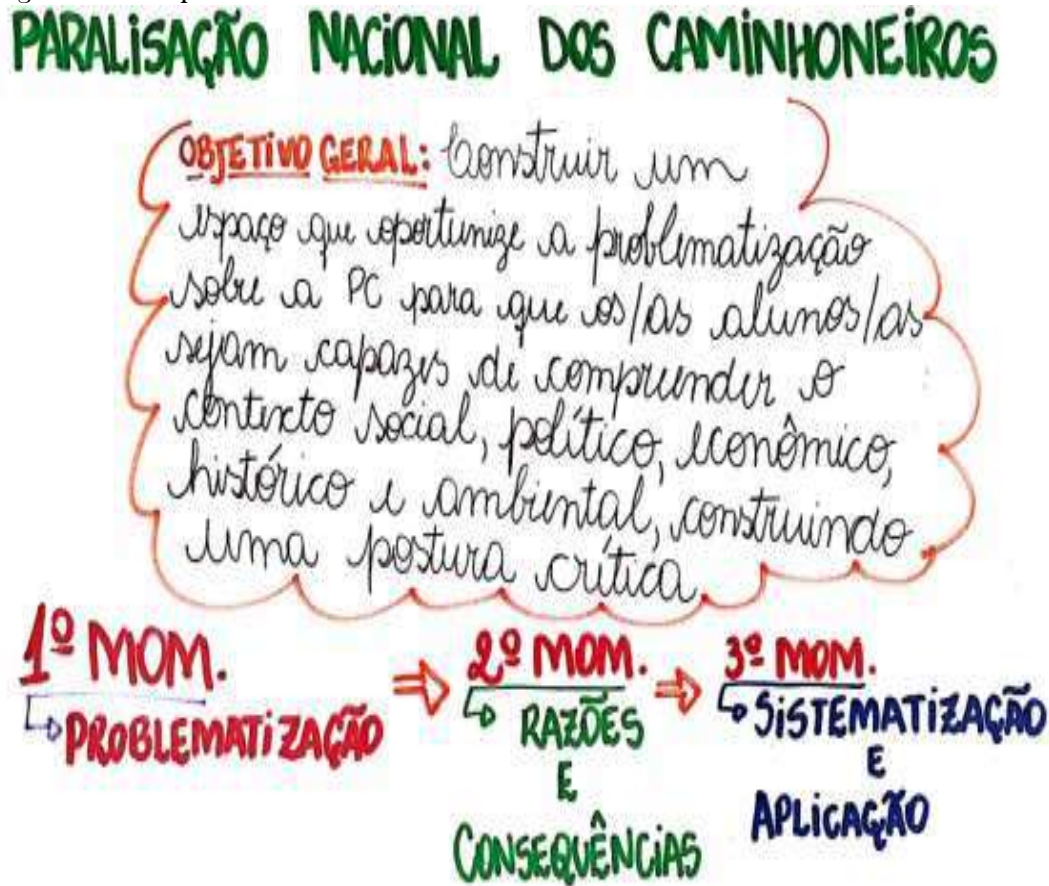 PARALISAÇÃO NACIONAL DOS CAMINHONEIROS
OBJETIVO GERAL: Construir um
espaço que oportunize a problematização
sobre a PC para que os/as alunos/as
sejam capazes de compreender o
contexto social, político, econômico,
histórico e ambiental, construindo
uma postura crítica
1º MOM.
PROBLEMATIZAÇÃO
2º MOM.
RAZÕES
E
CONSEQUÊNCIAS
3º MOM.
SISTEMATIZAÇÃO
E
APLICAÇÃO